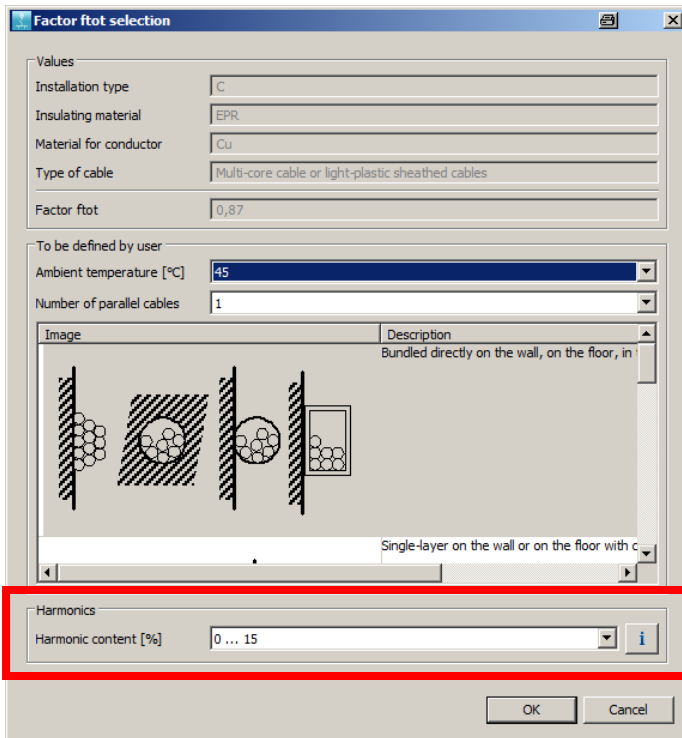 Factor ftot selection
Values
Installation type C
Insulating material EPR
Material for conductor Cu
Type of cable Multi-core cable or light-plastic sheathed cables
Factor ftot 0,87
To be defined by user
Ambient temperature [°C] 45
Number of parallel cables 1
Image Description
Bundled directly on the wall, on the floor, in
Single-layer on the wall or on the floor with
Harmonics
Harmonic content [%] 0 ... 15 i
OK Cancel